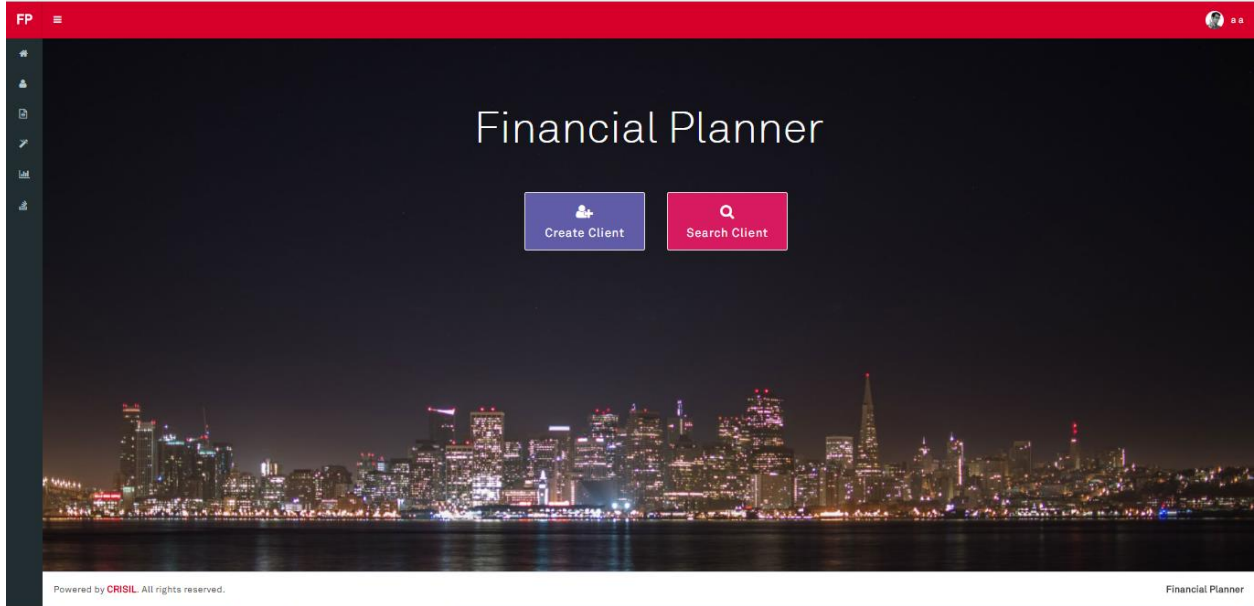 FP
a a
Financial Planner
Create Client
Search Client
Powered by CRISIL. All rights reserved.
Financial Planner